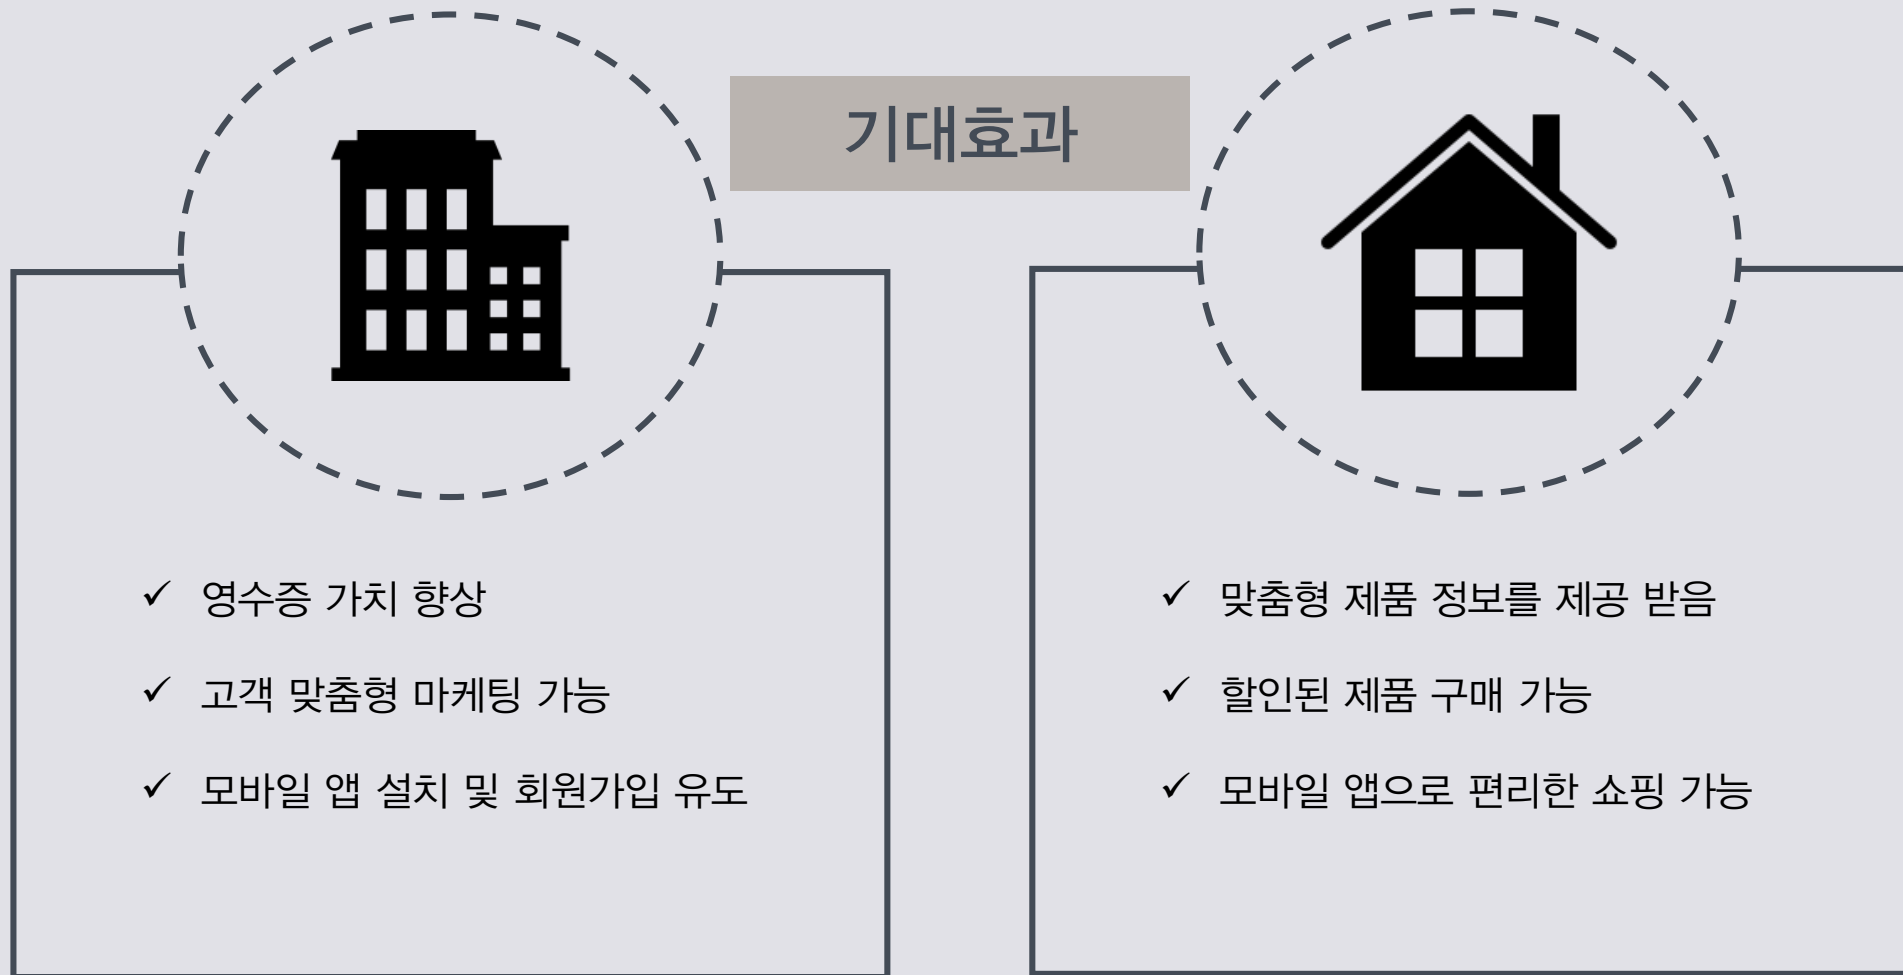 기대효과
✓ 영수증 가치 향상
✓ 고객 맞춤형 마케팅 가능
✓ 모바일 앱 설치 및 회원가입 유도
✓ 맞춤형 제품 정보를 제공 받음
✓ 할인된 제품 구매 가능
✓ 모바일 앱으로 편리한 쇼핑 가능